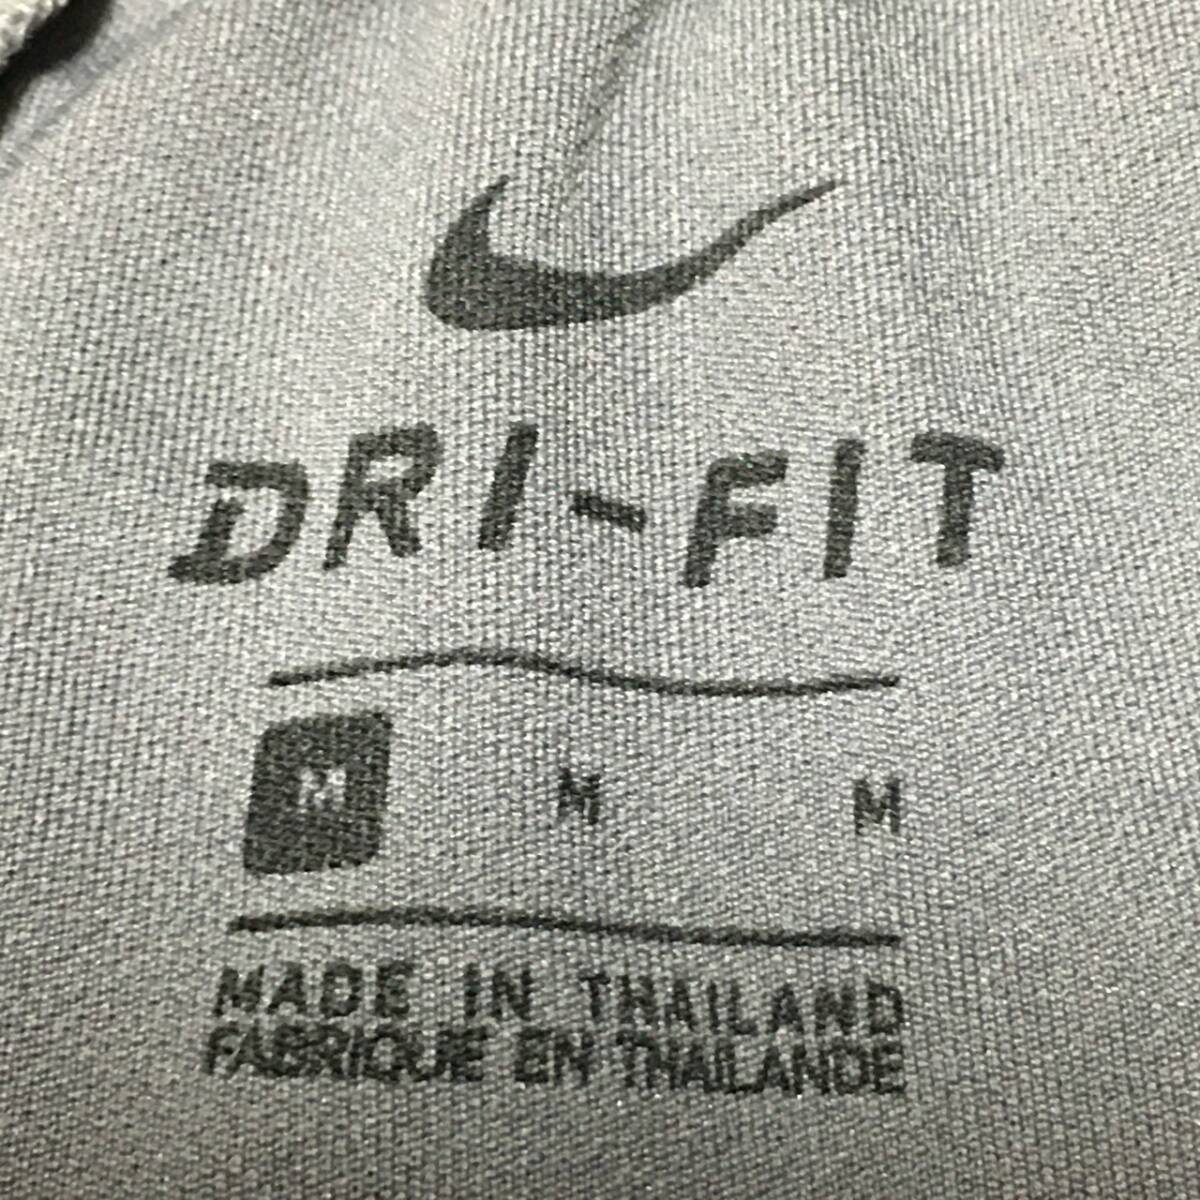 DRI-FIT
M M M
MADE IN THAILAND
FABRIQUE EN THAILANDE